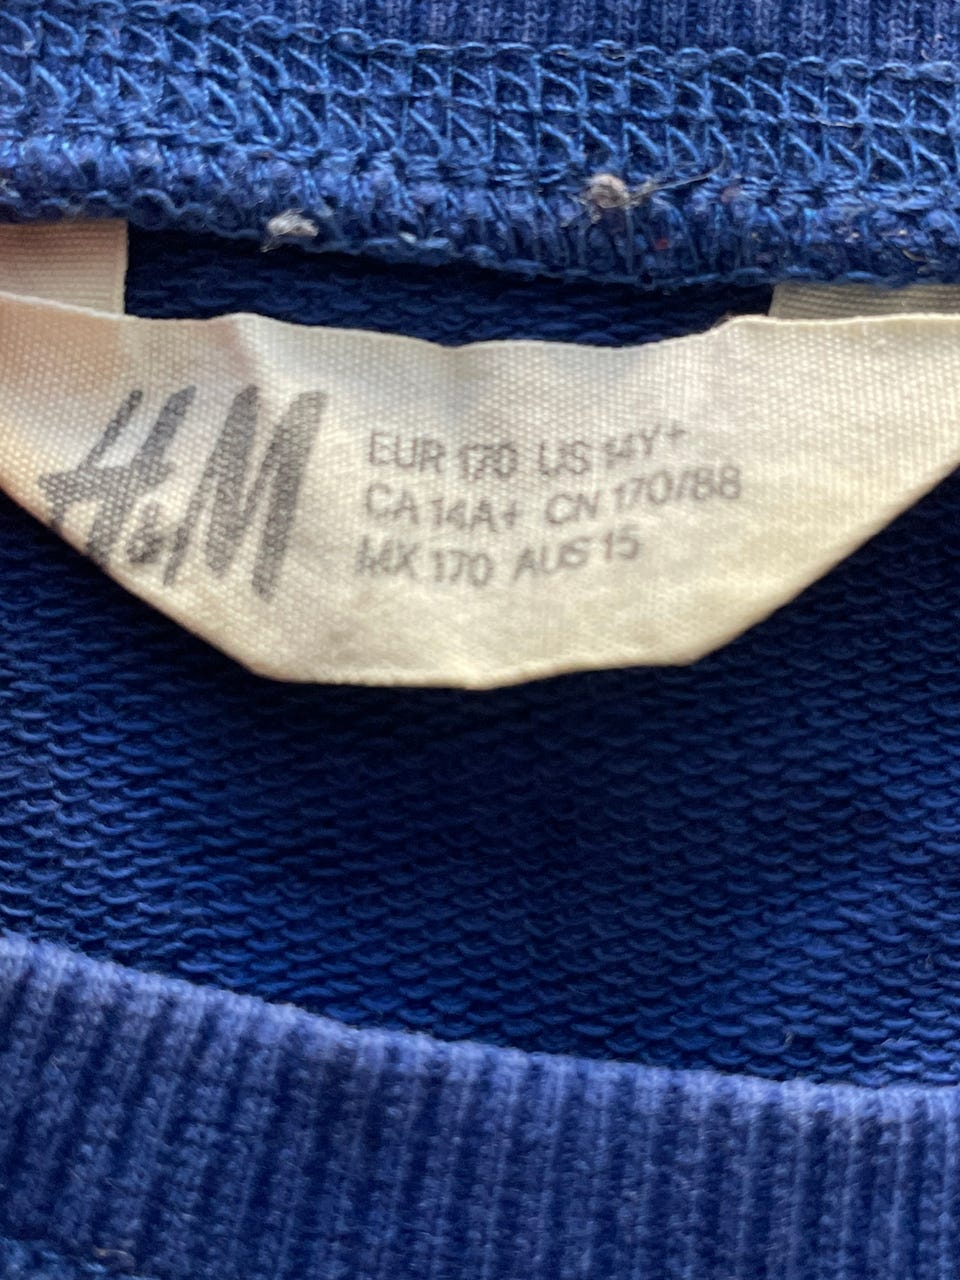 H&M
EUR 170 US 14Y+
CA 14A+ CN 170/88
MX 170 AUS 15